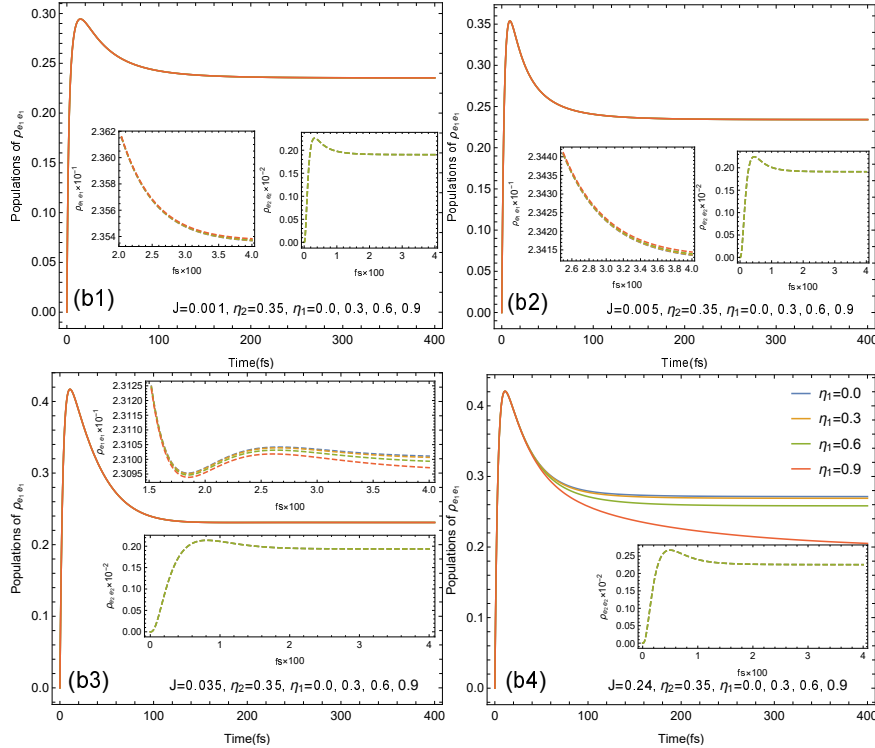 0.30
0.25
0.20
0.15
0.10
0.05
0.00
Populations of ρe₁e₁
2.362
2.360
2.358
2.356
2.354
ρe₁e₁×10⁻¹
2.0 2.5 3.0 3.5 4.0
fs×100
0.20
0.15
0.10
0.05
0.00
ρe₂e₂×10⁻²
0 1 2 3 4
fs×100
(b1)
J=0.001, η₂=0.35, η₁=0.0, 0.3, 0.6, 0.9
0 100 200 300 400
Time(fs)
0.35
0.30
0.25
0.20
0.15
0.10
0.05
0.00
Populations of ρe₁e₁
2.3440
2.3435
2.3430
2.3425
2.3420
2.3415
ρe₁e₁×10⁻¹
2.6 2.8 3.0 3.2 3.4 3.6 3.8 4.0
fs×100
0.20
0.15
0.10
0.05
0.00
ρe₂e₂×10⁻²
0 1 2 3 4
fs×100
(b2)
J=0.005, η₂=0.35, η₁=0.0, 0.3, 0.6, 0.9
0 100 200 300 400
Time(fs)
0.4
0.3
0.2
0.1
0.0
Populations of ρe₁e₁
2.3125
2.3120
2.3115
2.3110
2.3105
2.3100
2.3095
ρe₁e₁×10⁻¹
1.5 2.0 2.5 3.0 3.5 4.0
fs×100
0.20
0.15
0.10
0.05
0.00
ρe₂e₂×10⁻²
0 1 2 3 4
fs×100
(b3)
J=0.035, η₂=0.35, η₁=0.0, 0.3, 0.6, 0.9
0 100 200 300 400
Time(fs)
0.4
0.3
0.2
0.1
0.0
Populations of ρe₁e₁
η₁=0.0
η₁=0.3
η₁=0.6
η₁=0.9
0.25
0.20
0.15
0.10
0.05
0.00
ρe₂e₂×10⁻²
0 1 2 3 4
fs×100
(b4)
J=0.24, η₂=0.35, η₁=0.0, 0.3, 0.6, 0.9
0 100 200 300 400
Time(fs)